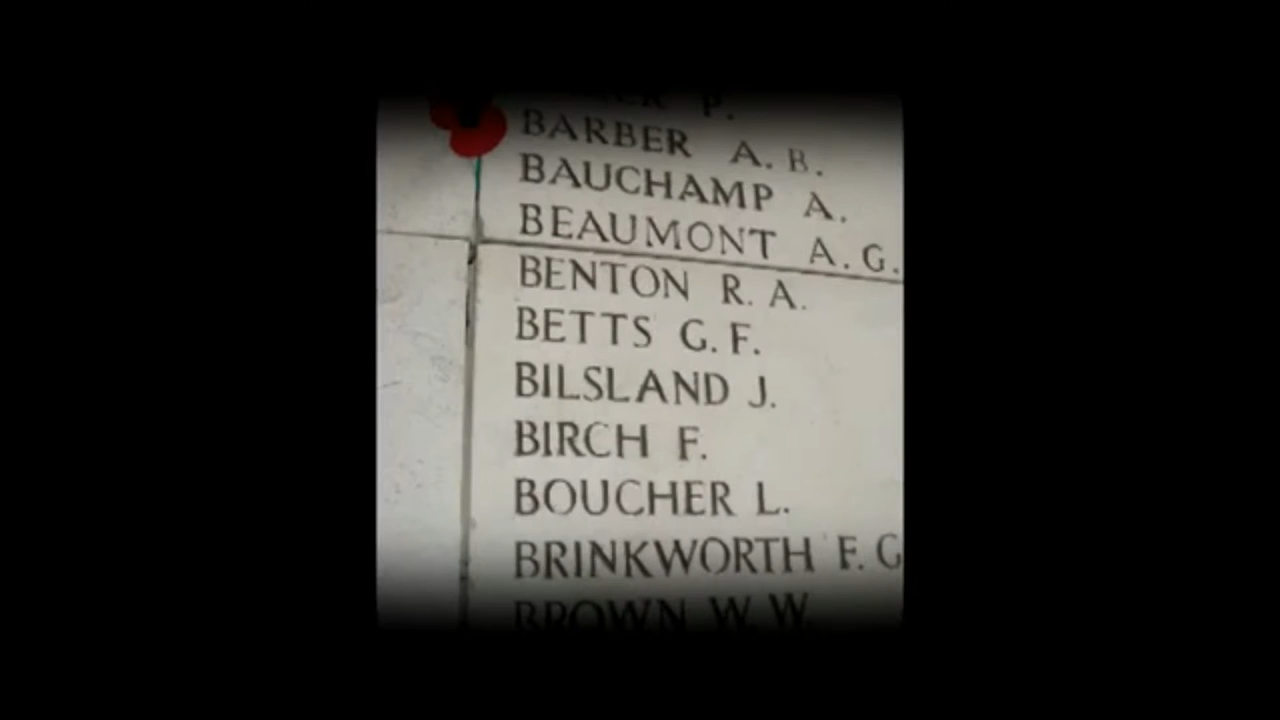 P.
BARBER A. B.
BAUCHAMP A.
BEAUMONT A. G.
BENTON R. A.
BETTS G. F.
BILSLAND J.
BIRCH F.
BOUCHER L.
BRINKWORTH F. G
BROWN W. W.